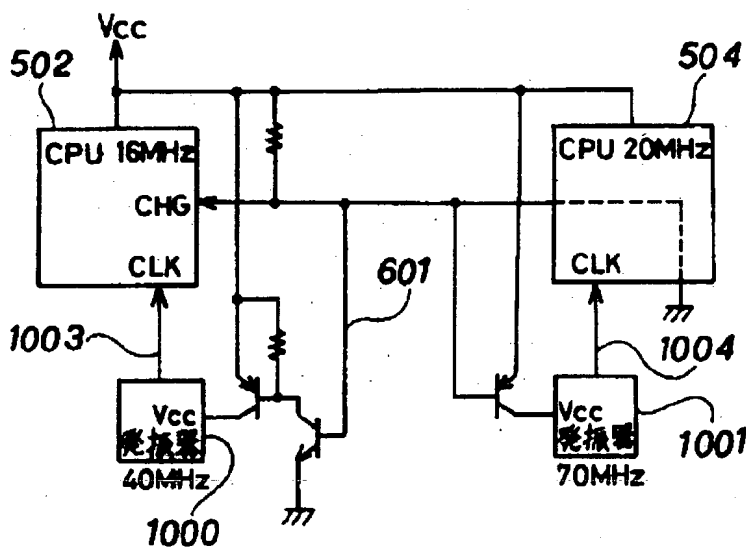 Vcc
502
504
CPU 16MHz
CPU 20MHz
CHG
CLK
CLK
601
1003
1004
Vcc
発振器
40MHz
1000
Vcc
発振器
70MHz
1001